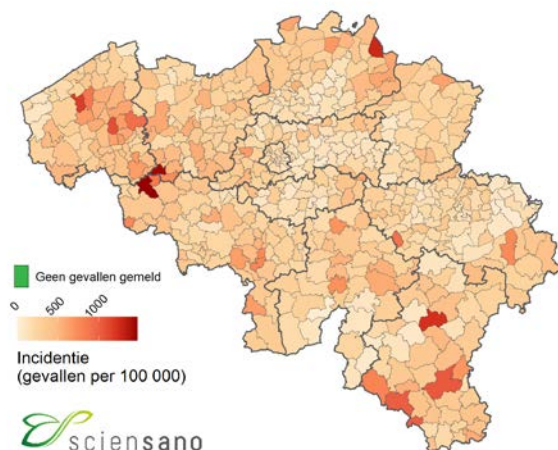 Geen gevallen gemeld
0 500 1000
Incidentie
(gevallen per 100 000)
sciensano